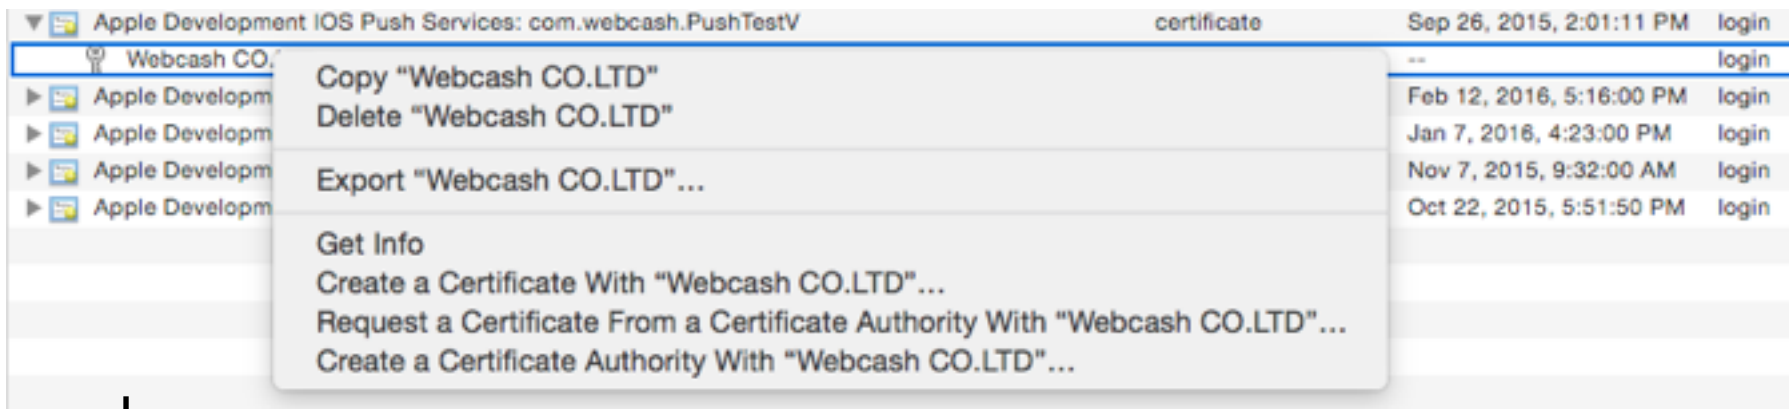 Apple Development IOS Push Services: com.webcash.PushTestV certificate Sep 26, 2015, 2:01:11 PM login
Webcash CO. -- login
Copy “Webcash CO.LTD”
Apple Developm Feb 12, 2016, 5:16:00 PM login
Delete “Webcash CO.LTD”
Apple Developm Jan 7, 2016, 4:23:00 PM login
Apple Developm Nov 7, 2015, 9:32:00 AM login
Export “Webcash CO.LTD”...
Apple Developm Oct 22, 2015, 5:51:50 PM login
Get Info
Create a Certificate With “Webcash CO.LTD”...
Request a Certificate From a Certificate Authority With “Webcash CO.LTD”...
Create a Certificate Authority With “Webcash CO.LTD”...